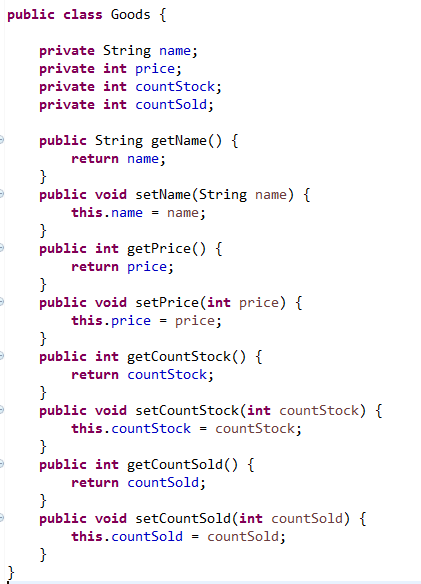 public class Goods {
private String name;
private int price;
private int countStock;
private int countSold;
public String getName() {
return name;
}
public void setName(String name) {
this.name = name;
}
public int getPrice() {
return price;
}
public void setPrice(int price) {
this.price = price;
}
public int getCountStock() {
return countStock;
}
public void setCountStock(int countStock) {
this.countStock = countStock;
}
public int getCountSold() {
return countSold;
}
public void setCountSold(int countSold) {
this.countSold = countSold;
}
}